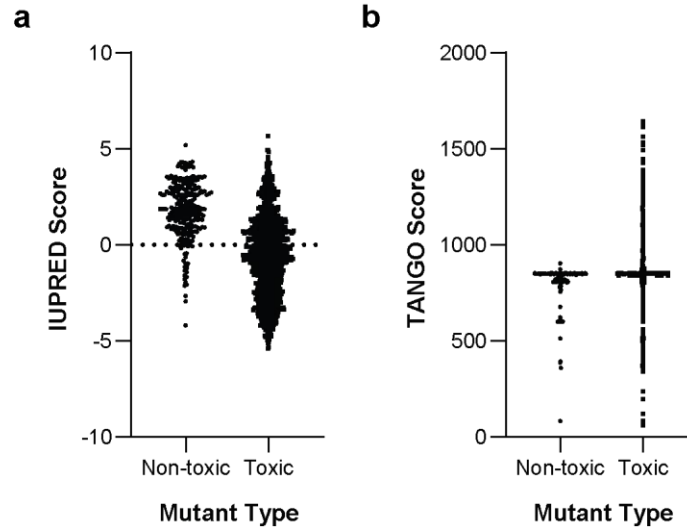 a
10
5
0
-5
-10
IUPRED Score
Non-toxic Toxic
Mutant Type
b
2000
1500
1000
500
0
TANGO Score
Non-toxic Toxic
Mutant Type